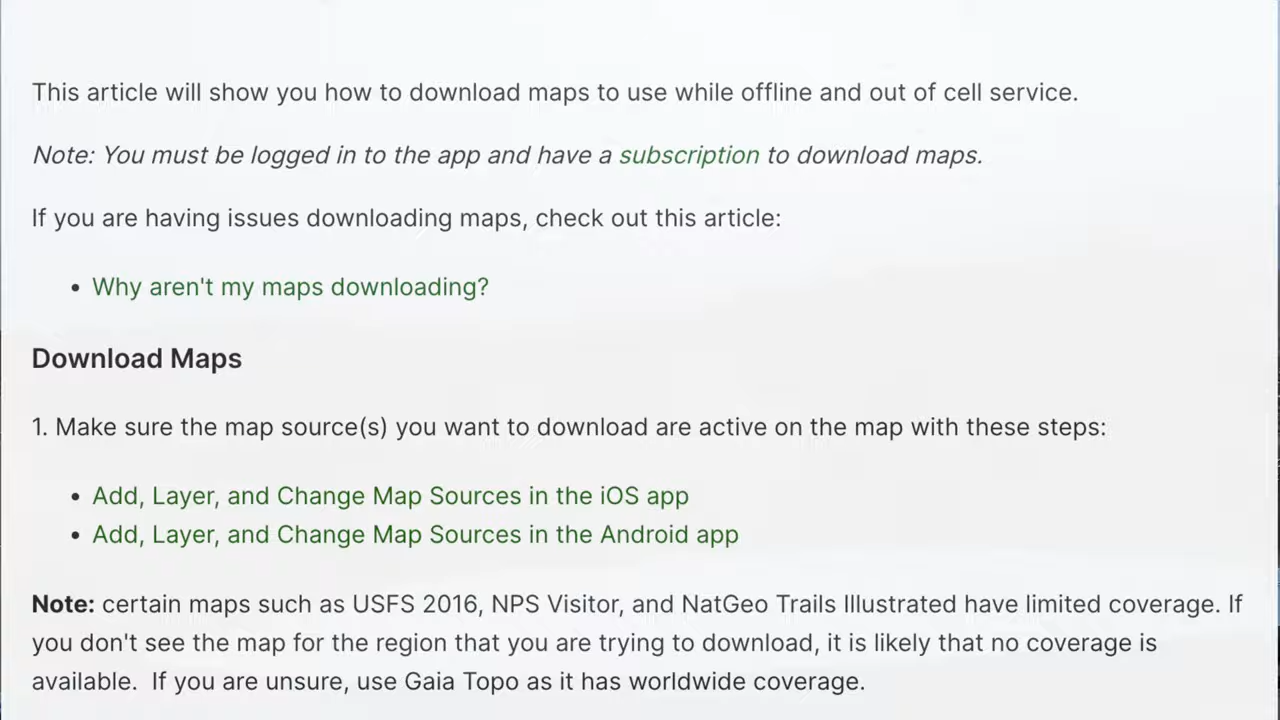 This article will show you how to download maps to use while offline and out of cell service.
Note: You must be logged in to the app and have a subscription to download maps.
If you are having issues downloading maps, check out this article:
• Why aren't my maps downloading?
Download Maps
1. Make sure the map source(s) you want to download are active on the map with these steps:
• Add, Layer, and Change Map Sources in the iOS app
• Add, Layer, and Change Map Sources in the Android app
Note: certain maps such as USFS 2016, NPS Visitor, and NatGeo Trails Illustrated have limited coverage. If
you don't see the map for the region that you are trying to download, it is likely that no coverage is
available.  If you are unsure, use Gaia Topo as it has worldwide coverage.